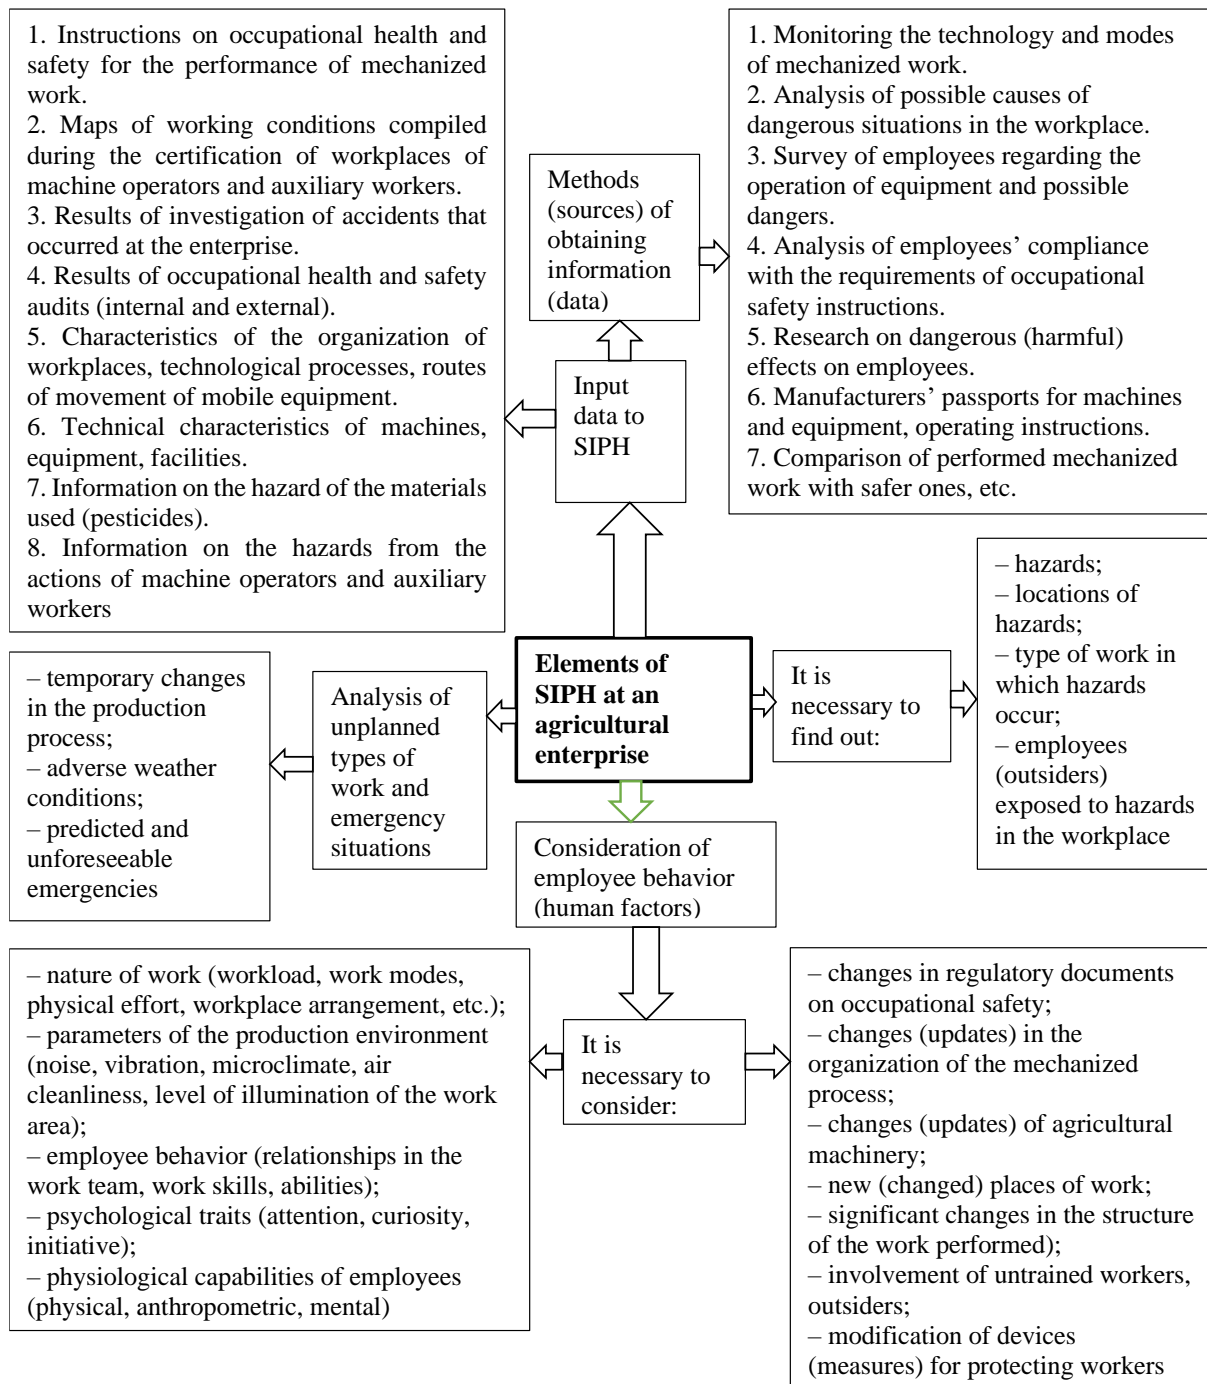 1. Instructions on occupational health and
safety for the performance of mechanized
work.
2. Maps of working conditions compiled
during the certification of workplaces of
machine operators and auxiliary workers.
3. Results of investigation of accidents that
occurred at the enterprise.
4. Results of occupational health and safety
audits (internal and external).
5. Characteristics of the organization of
workplaces, technological processes, routes
of movement of mobile equipment.
6. Technical characteristics of machines,
equipment, facilities.
7. Information on the hazard of the materials
used (pesticides).
8. Information on the hazards from the
actions of machine operators and auxiliary
workers
Methods
(sources) of
obtaining
information
(data)
Input
data to
SIPH
1. Monitoring the technology and modes
of mechanized work.
2. Analysis of possible causes of
dangerous situations in the workplace.
3. Survey of employees regarding the
operation of equipment and possible
dangers.
4. Analysis of employees’ compliance
with the requirements of occupational
safety instructions.
5. Research on dangerous (harmful)
effects on employees.
6. Manufacturers’ passports for machines
and equipment, operating instructions.
7. Comparison of performed mechanized
work with safer ones, etc.
– temporary changes
in the production
process;
– adverse weather
conditions;
– predicted and
unforeseeable
emergencies
Analysis of
unplanned
types of
work and
emergency
situations
Elements of
SIPH at an
agricultural
enterprise
It is
necessary to
find out:
– hazards;
– locations of
hazards;
– type of work in
which hazards
occur;
– employees
(outsiders)
exposed to hazards
in the workplace
Consideration of
employee behavior
(human factors)
– nature of work (workload, work modes,
physical effort, workplace arrangement, etc.);
– parameters of the production environment
(noise, vibration, microclimate, air
cleanliness, level of illumination of the work
area);
– employee behavior (relationships in the
work team, work skills, abilities);
– psychological traits (attention, curiosity,
initiative);
– physiological capabilities of employees
(physical, anthropometric, mental)
It is
necessary to
consider:
– changes in regulatory documents
on occupational safety;
– changes (updates) in the
organization of the mechanized
process;
– changes (updates) of agricultural
machinery;
– new (changed) places of work;
– significant changes in the structure
of the work performed);
– involvement of untrained workers,
outsiders;
– modification of devices
(measures) for protecting workers